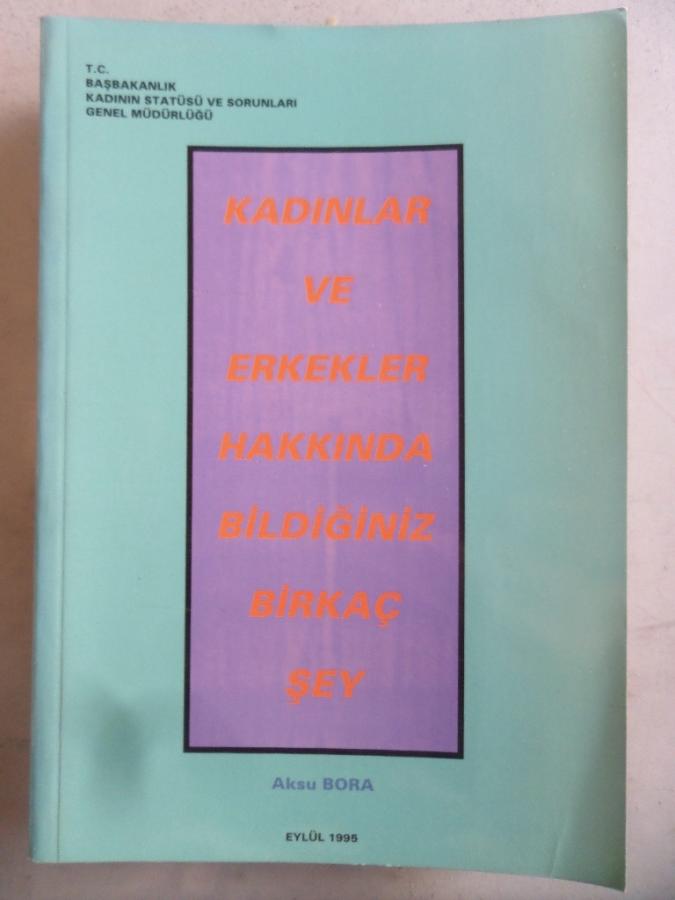 T.C.
BAŞBAKANLIK
KADININ STATÜSÜ VE SORUNLARI
GENEL MÜDÜRLÜĞÜ
KADINLAR
VE
ERKEKLER
HAKKINDA
BİLDİĞİNİZ
BİRKAÇ
ŞEY
Aksu BORA
EYLÜL 1995